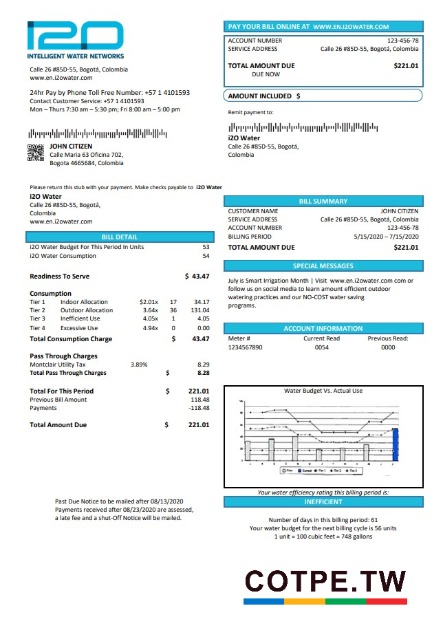 i2O
INTELLIGENT WATER NETWORKS
Calle 26 #85D-55, Bogotá, Colombia
www.en.i2owater.com
24hr Pay by Phone Toll Free Number: +57 1 4101593
Contact Customer Service: +57 1 4101593
Mon – Thurs 7:30 am – 5:30 pm; Fri 8:00 am – 5:00 pm
JOHN CITIZEN
Calle Maria 63 Oficina 702,
Bogota 4665684, Colombia
PAY YOUR BILL ONLINE AT WWW.EN.I2OWATER.COM
ACCOUNT NUMBER 123-456-78
SERVICE ADDRESS Calle 26 #85D-55, Bogotá, Colombia
TOTAL AMOUNT DUE $221.01
DUE NOW
AMOUNT INCLUDED $
Remit payment to:
i2O Water
Calle 26 #85D-55, Bogotá,
Colombia
Please return this stub with your payment. Make checks payable to i2O Water
i2O Water
Calle 26 #85D-55, Bogotá,
Colombia
www.en.i2owater.com
BILL DETAIL
i2O Water Budget For This Period In Units 53
i2O Water Consumption 54
Readiness To Serve $ 43.47
Consumption
Tier 1 Indoor Allocation $2.01x 17 34.17
Tier 2 Outdoor Allocation 3.64x 36 131.04
Tier 3 Inefficient Use 4.05x 1 4.05
Tier 4 Excessive Use 4.94x 0 0.00
Total Consumption Charge $ 43.47
Pass Through Charges
Montclair Utility Tax 3.89% 8.29
Total Pass Through Charges $ 8.28
Total For This Period $ 221.01
Previous Bill Amount 118.48
Payments -118.48
Total Amount Due $ 221.01
Past Due Notice to be mailed after 08/13/2020
Payments received after 08/23/2020 are assessed,
a late fee and a shut-Off Notice will be mailed.
BILL SUMMARY
CUSTOMER NAME JOHN CITIZEN
SERVICE ADDRESS Calle 26 #85D-55, Bogotá, Colombia
ACCOUNT NUMBER 123-456-78
BILLING PERIOD 5/15/2020 – 7/15/2020
TOTAL AMOUNT DUE $221.01
SPECIAL MESSAGES
July is Smart Irrigation Month | Visit www.en.i2owater.com com or
follow us on social media to learn amount efficient outdoor
watering practices and our NO-COST water saving
programs.
ACCOUNT INFORMATION
Meter # Current Read Previous Read:
1234567890 0054 0000
Water Budget Vs. Actual Use
Your water efficiency rating this billing period is:
INEFFICIENT
Number of days in this billing period: 61
Your water budget for the next billing cycle is 56 units
1 unit = 100 cubic feet = 748 gallons
COTPE.TW